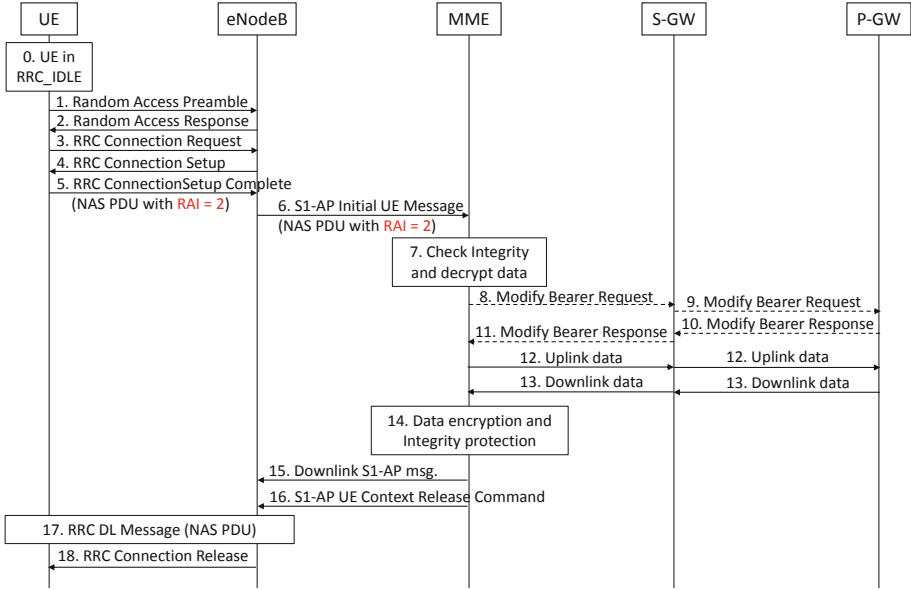 UE
eNodeB
MME
S-GW
P-GW
0. UE in
RRC_IDLE
1. Random Access Preamble
2. Random Access Response
3. RRC Connection Request
4. RRC Connection Setup
5. RRC ConnectionSetup Complete
(NAS PDU with RAI = 2)
6. S1-AP Initial UE Message
(NAS PDU with RAI = 2)
7. Check Integrity
and decrypt data
8. Modify Bearer Request
9. Modify Bearer Request
10. Modify Bearer Response
11. Modify Bearer Response
12. Uplink data
12. Uplink data
13. Downlink data
13. Downlink data
14. Data encryption and
Integrity protection
15. Downlink S1-AP msg.
16. S1-AP UE Context Release Command
17. RRC DL Message (NAS PDU)
18. RRC Connection Release